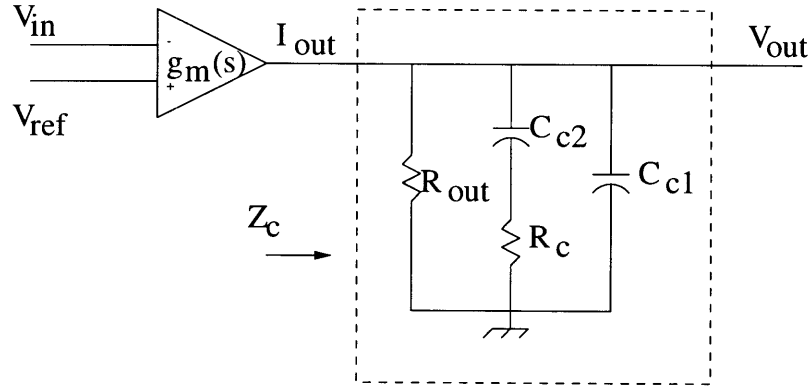 V_in
I_out
V_out
-
g_m(s)
+
V_ref
C_c2
R_out
C_c1
Z_c
R_c